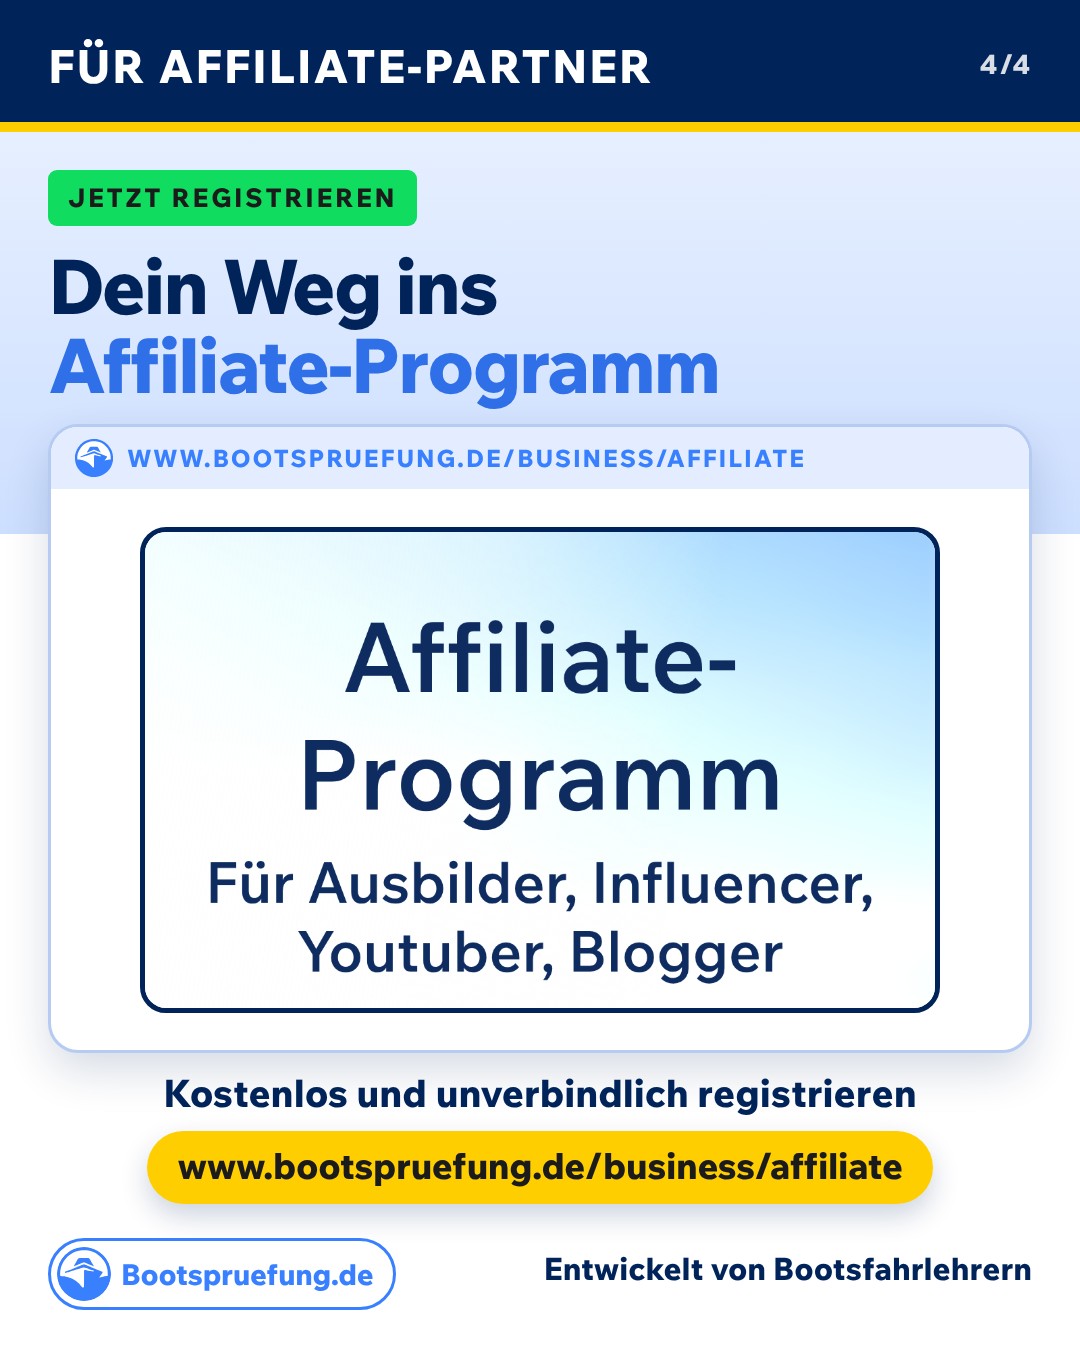 FÜR AFFILIATE-PARTNER
4/4
JETZT REGISTRIEREN
Dein Weg ins
Affiliate-Programm
WWW.BOOTSPRUEFUNG.DE/BUSINESS/AFFILIATE
Affiliate-
Programm
Für Ausbilder, Influencer,
Youtuber, Blogger
Kostenlos und unverbindlich registrieren
www.bootspruefung.de/business/affiliate
Bootspruefung.de
Entwickelt von Bootsfahrlehrern